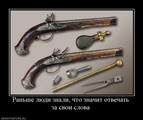 Раньше люди знали, что значит отвечать
за свои слова